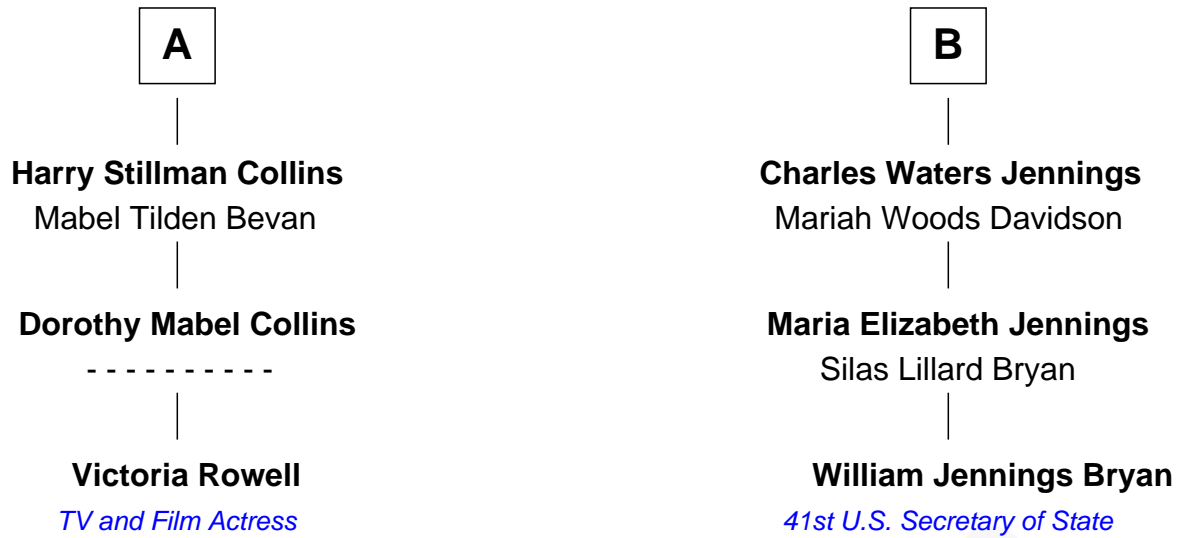 A
Harry Stillman Collins
Mabel Tilden Bevan
Dorothy Mabel Collins
- - - - - - - - - -
Victoria Rowell
TV and Film Actress
B
Charles Waters Jennings
Mariah Woods Davidson
Maria Elizabeth Jennings
Silas Lillard Bryan
William Jennings Bryan
41st U.S. Secretary of State